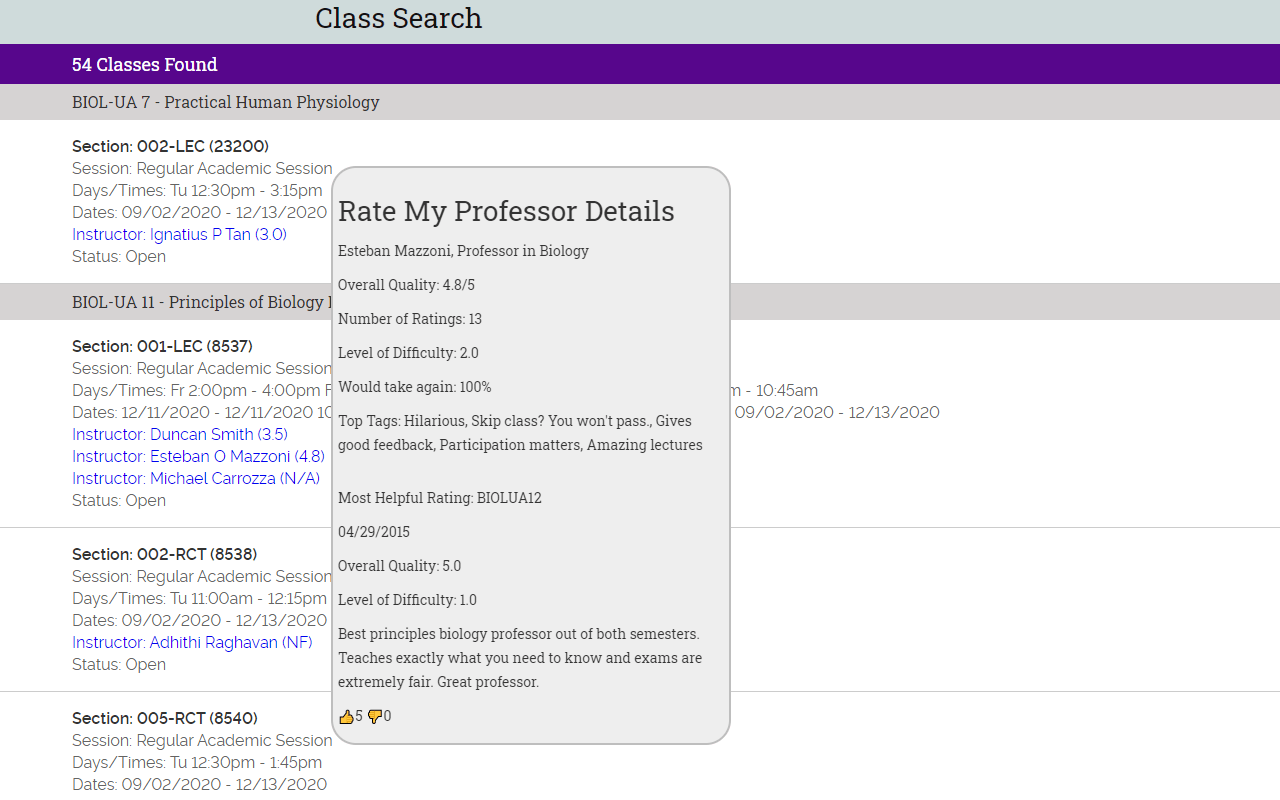 Class Search
54 Classes Found
BIOL-UA 7 - Practical Human Physiology
Section: 002-LEC (23200)
Session: Regular Academic Session
Days/Times: Tu 12:30pm - 3:15pm
Dates: 09/02/2020 - 12/13/2020
Instructor: Ignatius P Tan (3.0)
Status: Open
BIOL-UA 11 - Principles of Biology
Section: 001-LEC (8537)
Session: Regular Academic Session
Days/Times: Fr 2:00pm - 4:00pm - 10:45am
Dates: 12/11/2020 - 12/11/2020 09/02/2020 - 12/13/2020
Instructor: Duncan Smith (3.5)
Instructor: Esteban O Mazzoni (4.8)
Instructor: Michael Carrozza (N/A)
Status: Open
Section: 002-RCT (8538)
Session: Regular Academic Session
Days/Times: Tu 11:00am - 12:15pm
Dates: 09/02/2020 - 12/13/2020
Instructor: Adhithi Raghavan (NF)
Status: Open
Section: 005-RCT (8540)
Session: Regular Academic Session
Days/Times: Tu 12:30pm - 1:45pm
Dates: 09/02/2020 - 12/13/2020
Rate My Professor Details
Esteban Mazzoni, Professor in Biology
Overall Quality: 4.8/5
Number of Ratings: 13
Level of Difficulty: 2.0
Would take again: 100%
Top Tags: Hilarious, Skip class? You won't pass., Gives
good feedback, Participation matters, Amazing lectures
Most Helpful Rating: BIOLUA12
04/29/2015
Overall Quality: 5.0
Level of Difficulty: 1.0
Best principles biology professor out of both semesters.
Teaches exactly what you need to know and exams are
extremely fair. Great professor.
👍5 👎0